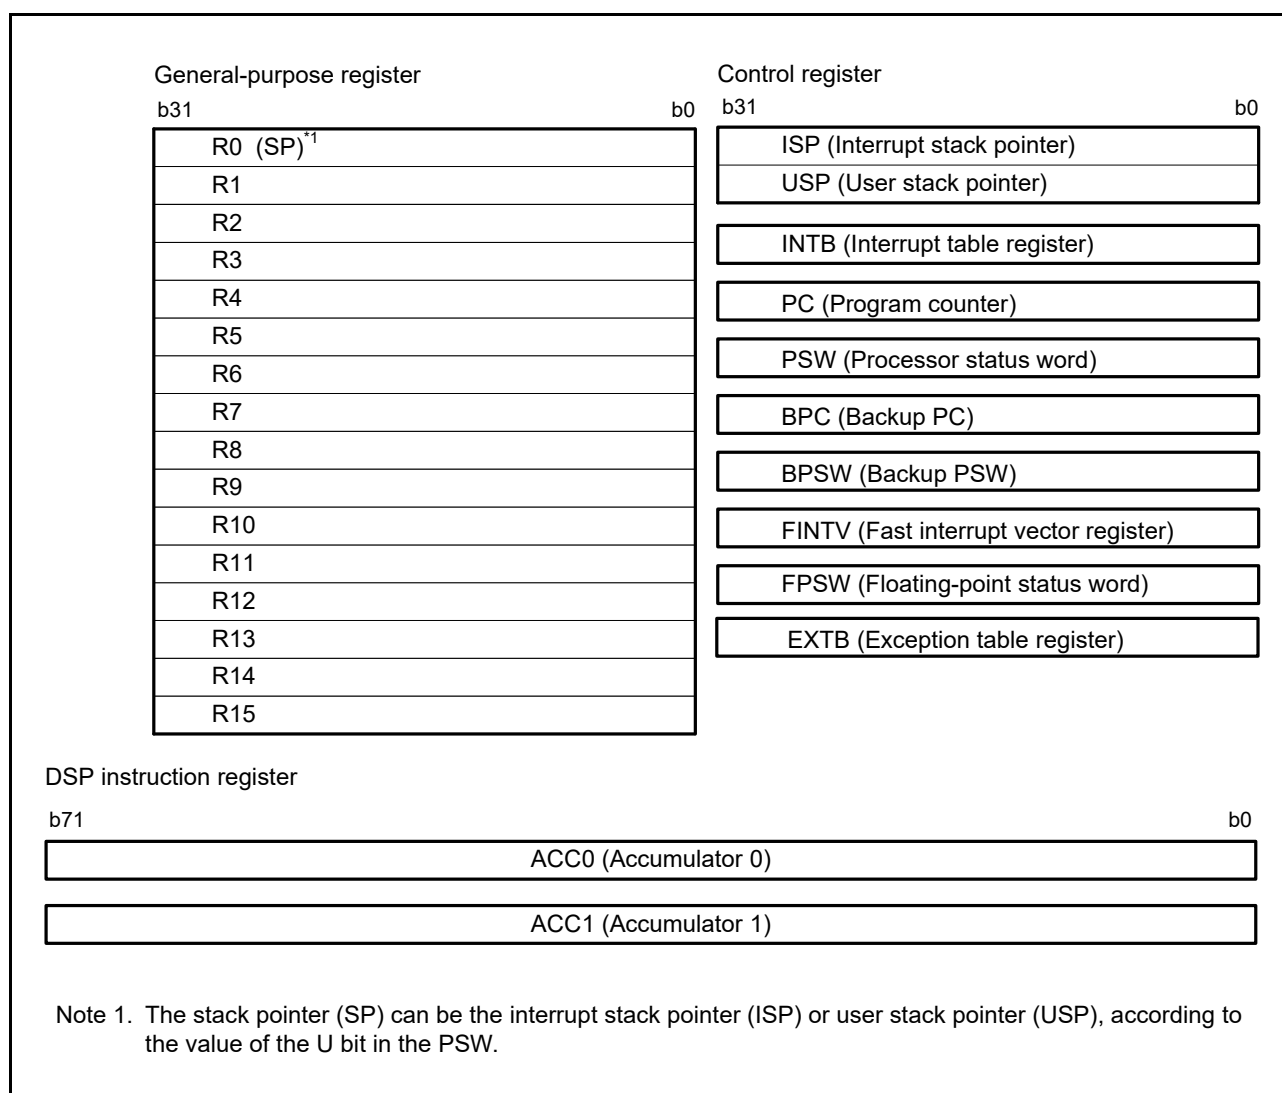 General-purpose register
b31 b0
R0 (SP)*1
R1
R2
R3
R4
R5
R6
R7
R8
R9
R10
R11
R12
R13
R14
R15
Control register
b31 b0
ISP (Interrupt stack pointer)
USP (User stack pointer)
INTB (Interrupt table register)
PC (Program counter)
PSW (Processor status word)
BPC (Backup PC)
BPSW (Backup PSW)
FINTV (Fast interrupt vector register)
FPSW (Floating-point status word)
EXTB (Exception table register)
DSP instruction register
b71 b0
ACC0 (Accumulator 0)
ACC1 (Accumulator 1)
Note 1. The stack pointer (SP) can be the interrupt stack pointer (ISP) or user stack pointer (USP), according to
the value of the U bit in the PSW.